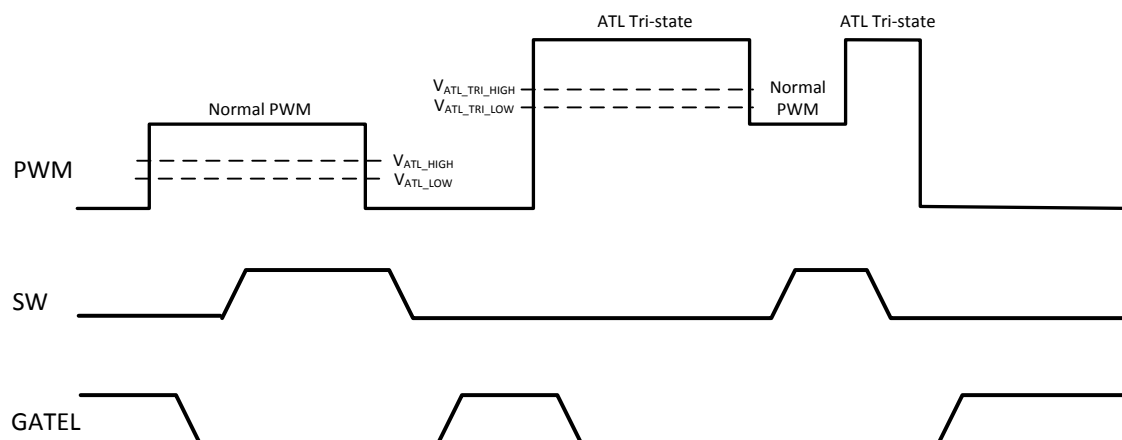 ATL Tri-state
ATL Tri-state
V_ATL_TRI_HIGH
V_ATL_TRI_LOW
Normal
PWM
Normal PWM
PWM
V_ATL_HIGH
V_ATL_LOW
SW
GATEL